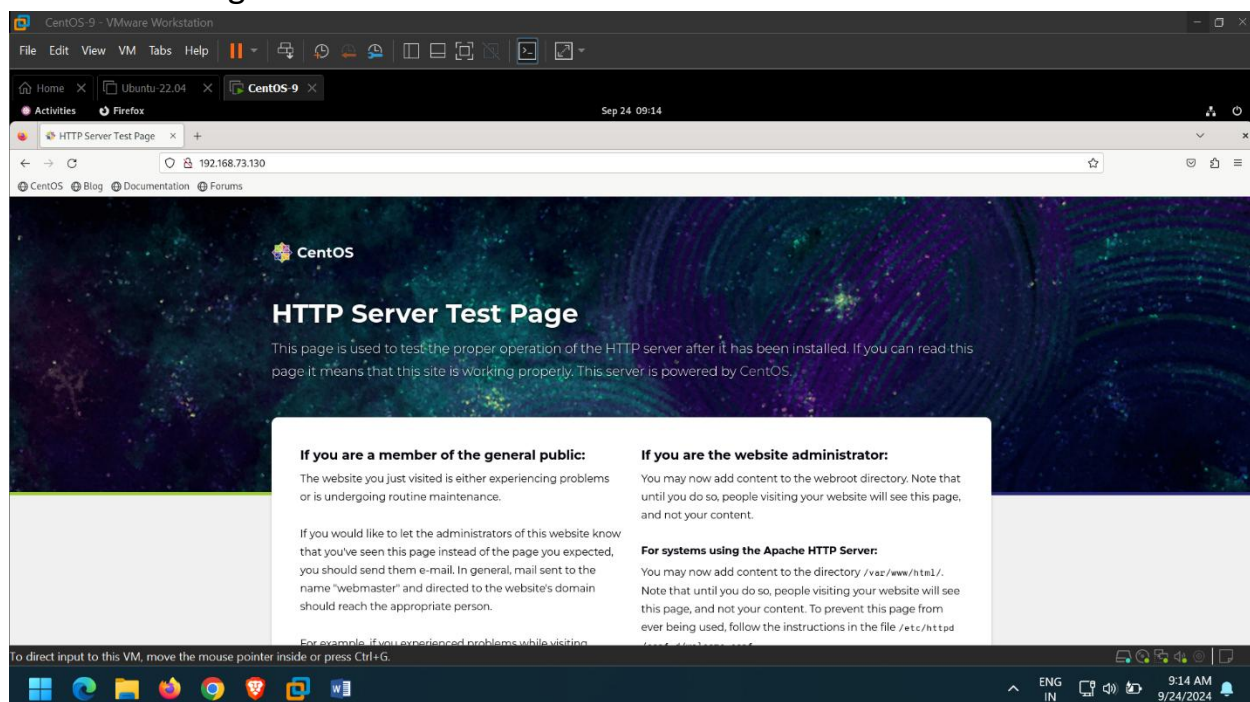 CentOS-9 - VMware Workstation
File Edit View VM Tabs Help
Home Ubuntu-22.04 CentOS-9
Activities Firefox Sep 24 09:14
HTTP Server Test Page
192.168.73.130
CentOS Blog Documentation Forums
CentOS
HTTP Server Test Page
This page is used to test the proper operation of the HTTP server after it has been installed. If you can read this
page it means that this site is working properly. This server is powered by CentOS.
If you are a member of the general public:
The website you just visited is either experiencing problems
or is undergoing routine maintenance.
If you would like to let the administrators of this website know
that you've seen this page instead of the page you expected,
you should send them e-mail. In general, mail sent to the
name "webmaster" and directed to the website's domain
should reach the appropriate person.
For example, if you experienced problems while visiting
If you are the website administrator:
You may now add content to the webroot directory. Note that
until you do so, people visiting your website will see this page,
and not your content.
For systems using the Apache HTTP Server:
You may now add content to the directory /var/www/html/.
Note that until you do so, people visiting your website will see
this page, and not your content. To prevent this page from
ever being used, follow the instructions in the file /etc/httpd
To direct input to this VM, move the mouse pointer inside or press Ctrl+G.
ENG
IN
9:14 AM
9/24/2024